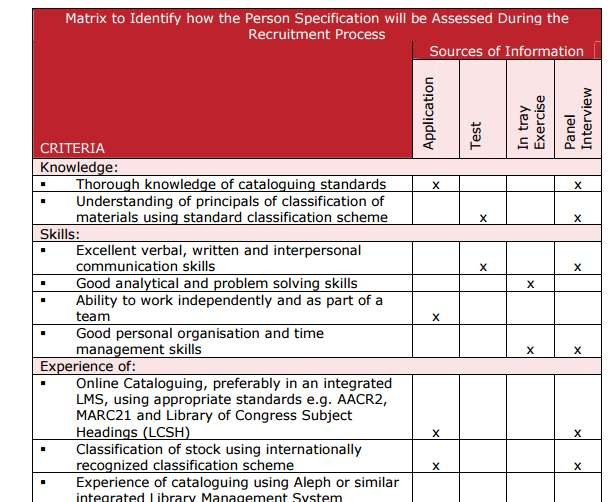 Matrix to Identify how the Person Specification will be Assessed During the
Recruitment Process
Sources of Information
CRITERIA
Application
Test
In tray
Exercise
Panel
Interview
Knowledge:
▪ Thorough knowledge of cataloguing standards x x
▪ Understanding of principals of classification of
materials using standard classification scheme x x
Skills:
▪ Excellent verbal, written and interpersonal
communication skills x x
▪ Good analytical and problem solving skills x
▪ Ability to work independently and as part of a
team x
▪ Good personal organisation and time
management skills x x
Experience of:
▪ Online Cataloguing, preferably in an integrated
LMS, using appropriate standards e.g. AACR2,
MARC21 and Library of Congress Subject
Headings (LCSH) x x
▪ Classification of stock using internationally
recognized classification scheme x x
▪ Experience of cataloguing using Aleph or similar
integrated Library Management System